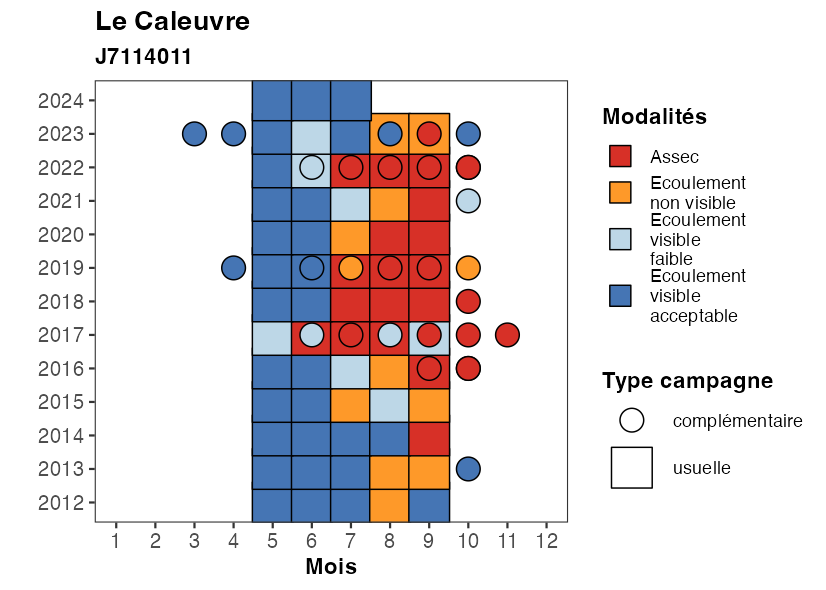 Le Caleuvre
J7114011
2024
2023
2022
2021
2020
2019
2018
2017
2016
2015
2014
2013
2012
1 2 3 4 5 6 7 8 9 10 11 12
Mois
Modalités
Assec
Ecoulement
non visible
Ecoulement
visible
faible
Ecoulement
visible
acceptable
Type campagne
complémentaire
usuelle